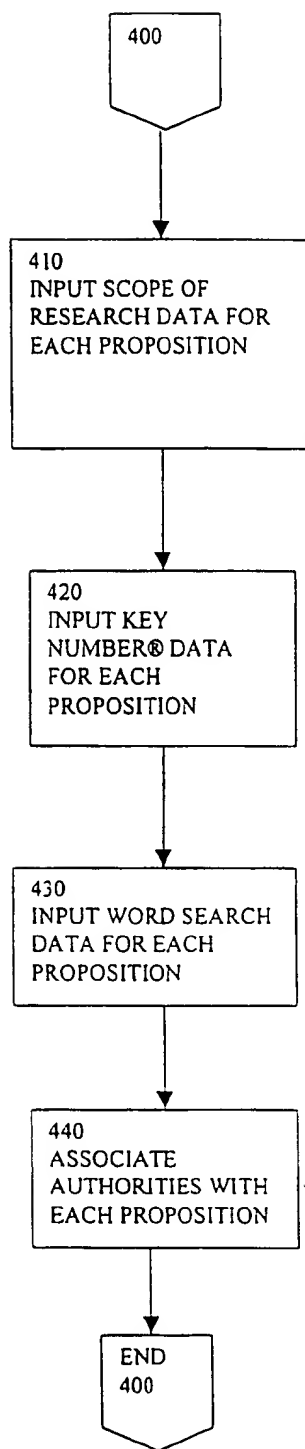 400
410
INPUT SCOPE OF
RESEARCH DATA FOR
EACH PROPOSITION
420
INPUT KEY
NUMBER® DATA
FOR EACH
PROPOSITION
430
INPUT WORD SEARCH
DATA FOR EACH
PROPOSITION
440
ASSOCIATE
AUTHORITIES WITH
EACH PROPOSITION
END
400